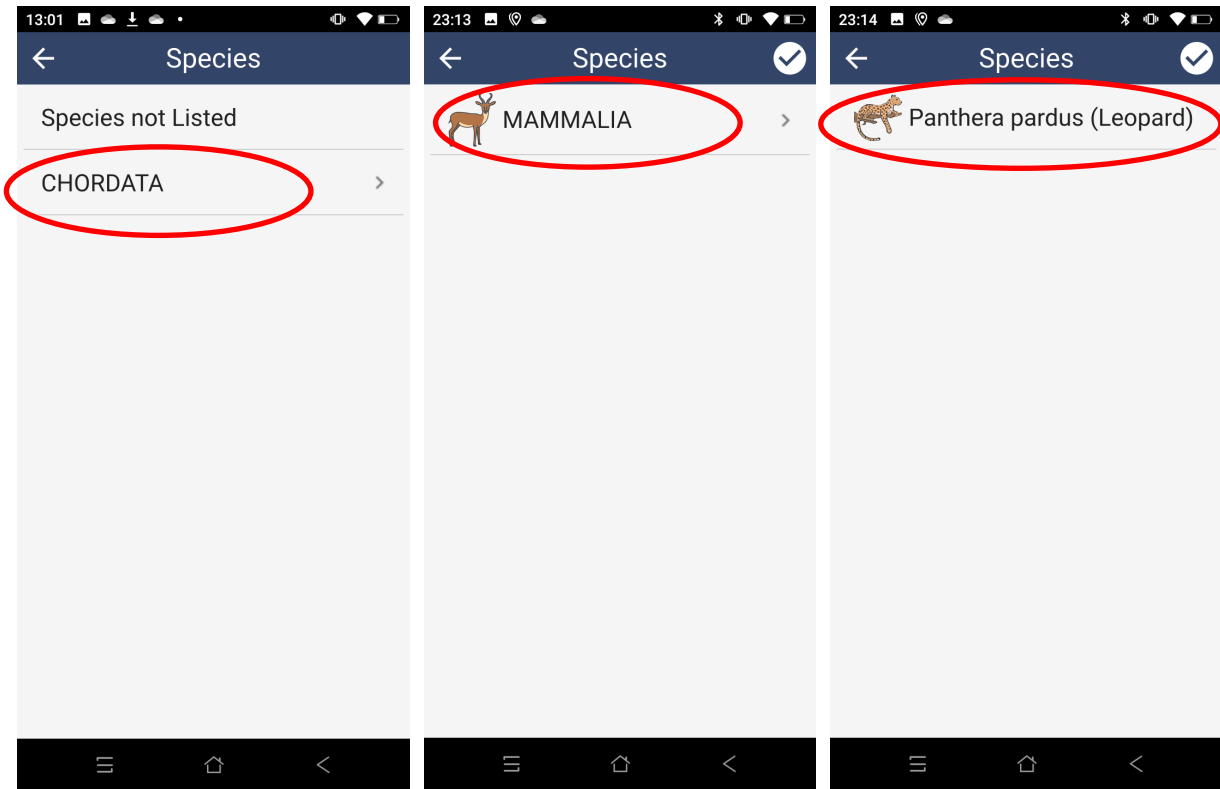 13:01
Species
Species not Listed
CHORDATA
23:13
Species
MAMMALIA
23:14
Species
Panthera pardus (Leopard)